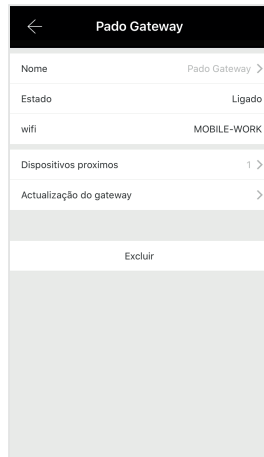 Pado Gateway
Nome Pado Gateway
Estado Ligado
wifi MOBILE-WORK
Dispositivos proximos 1
Actualização do gateway
Excluir